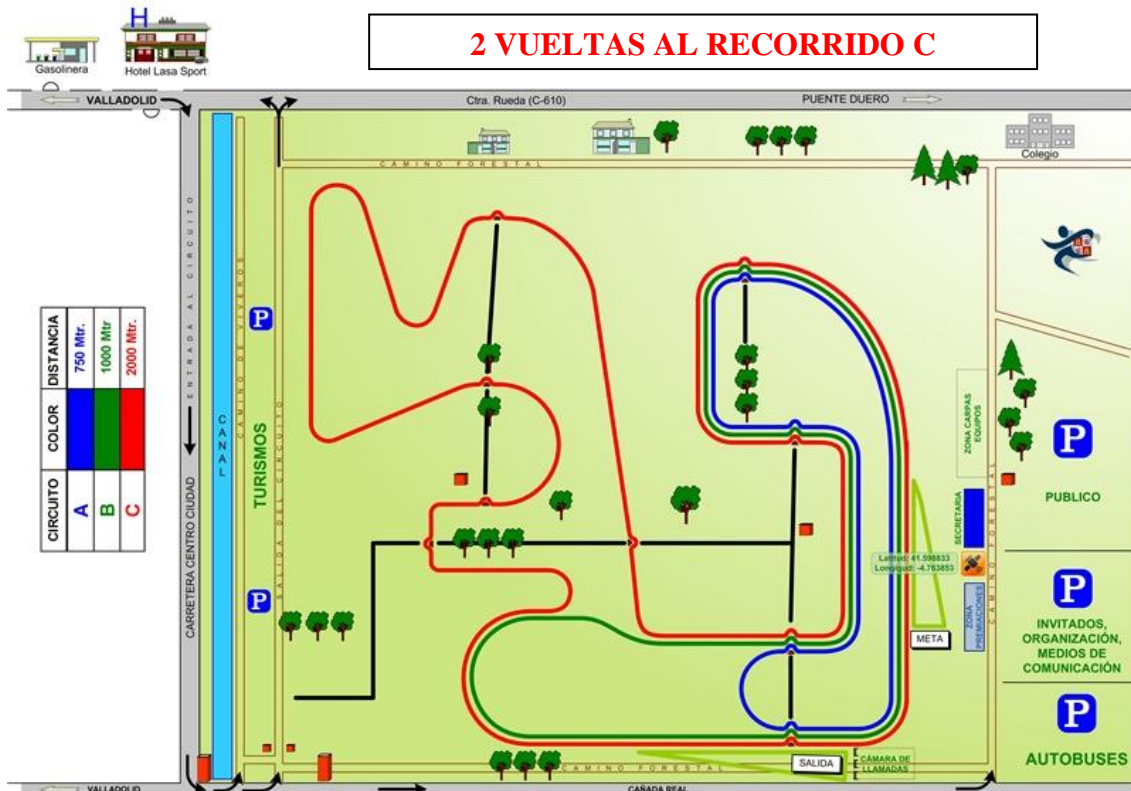 H
2 VUELTAS AL RECORRIDO C
Gasolinera
Hotel Lasa Sport
VALLADOLID
Ctra. Rueda (C-610)
PUENTE DUERO
CAMINO FORESTAL
Colegio
ENTRADA AL CIRCUITO
CAMINO DE VIVEROS
P
CIRCUITO
COLOR
DISTANCIA
A
750 Mtr.
B
1000 Mtr
C
2000 Mtr.
CANAL
TURISMOS
SALIDA DEL CIRCUITO
CARRETERA CENTRO CIUDAD
P
ZONA CARPAS
EQUIPOS
P
PUBLICO
SECRETARIA
CAMINO FORESTAL
Latitud: 41.598833
Longigud: -4.763853
ZONA
PREMIACIONES
META
P
INVITADOS,
ORGANIZACIÓN,
MEDIOS DE
COMUNICACIÓN
P
AUTOBUSES
SALIDA
CÁMARA DE
LLAMADAS
CAMINO FORESTAL
VALLADOLID
CAÑADA REAL